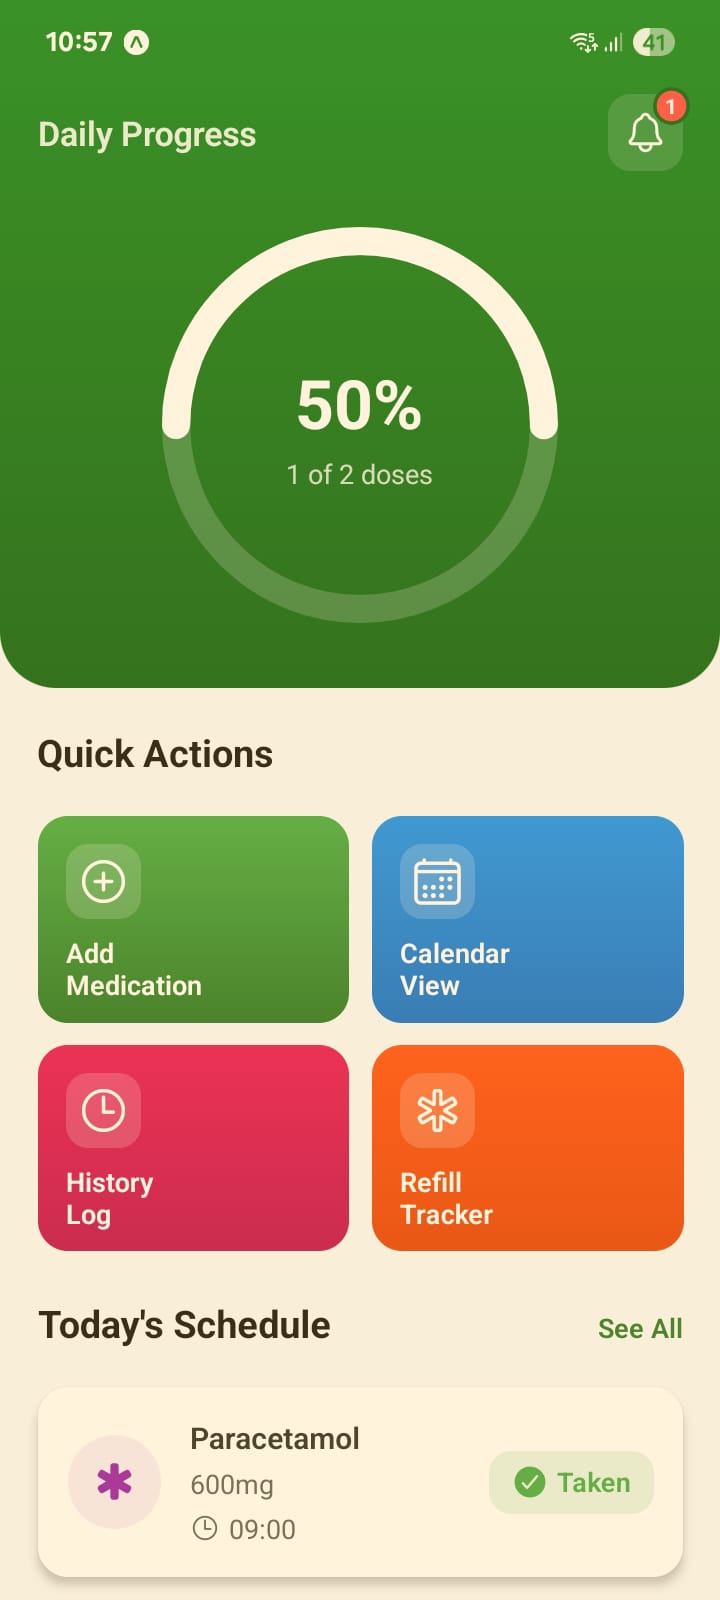 10:57
5
41
Daily Progress
1
50%
1 of 2 doses
Quick Actions
Add
Medication
Calendar
View
History
Log
Refill
Tracker
Today's Schedule
See All
Paracetamol
600mg
09:00
Taken